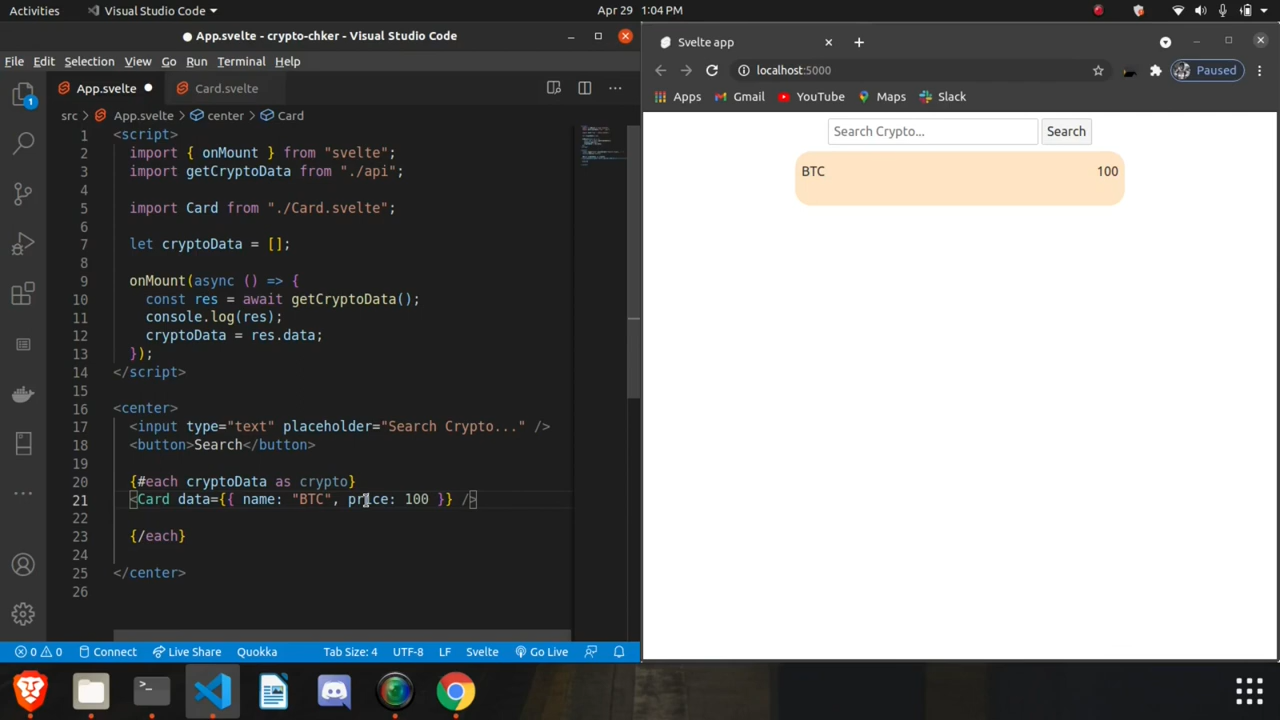 Activities
Visual Studio Code
Apr 29 1:04 PM
App.svelte - crypto-chker - Visual Studio Code
File Edit Selection View Go Run Terminal Help
App.svelte
Card.svelte
src > App.svelte > center > Card
1 <script>
2 import { onMount } from "svelte";
3 import getCryptoData from "./api";
4
5 import Card from "./Card.svelte";
6
7 let cryptoData = [];
8
9 onMount(async () => {
10 const res = await getCryptoData();
11 console.log(res);
12 cryptoData = res.data;
13 });
14 </script>
15
16 <center>
17 <input type="text" placeholder="Search Crypto..." />
18 <button>Search</button>
19
20 {#each cryptoData as crypto}
21 <Card data={{ name: "BTC", price: 100 }} />
22
23 {/each}
24
25 </center>
26
1
0 0 Connect Live Share Quokka Tab Size: 4 UTF-8 LF Svelte Go Live
Svelte app
localhost:5000
Paused
Apps Gmail YouTube Maps Slack
Search Crypto... Search
BTC 100